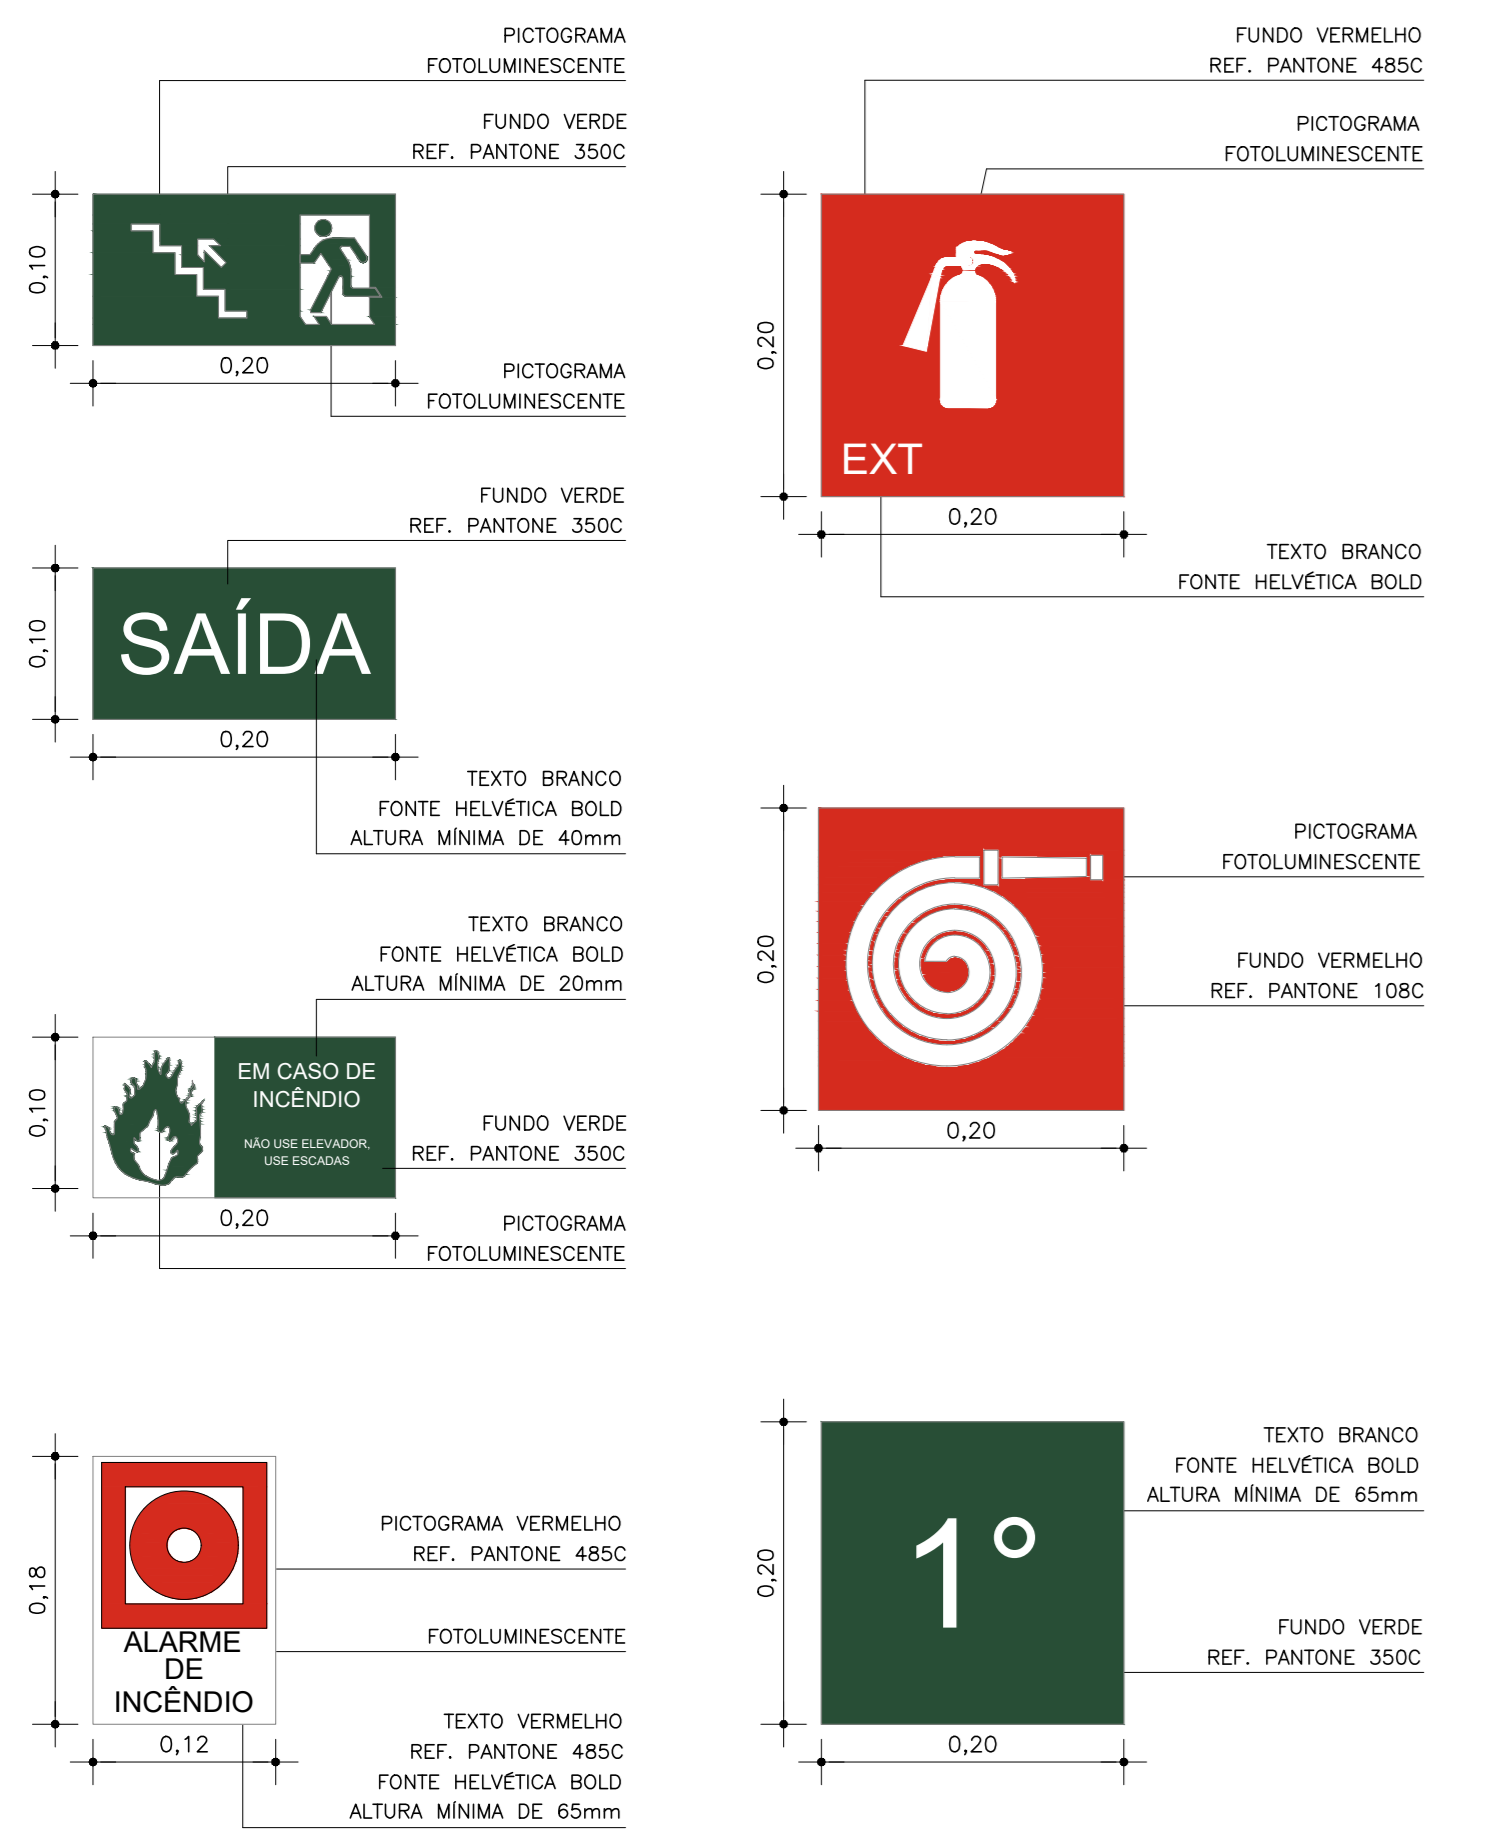 PICTOGRAMA
FOTOLUMINESCENTE
FUNDO VERDE
REF. PANTONE 350C
0,10
0,20
PICTOGRAMA
FOTOLUMINESCENTE
FUNDO VERDE
REF. PANTONE 350C
SAÍDA
0,10
0,20
TEXTO BRANCO
FONTE HELVÉTICA BOLD
ALTURA MÍNIMA DE 40mm
TEXTO BRANCO
FONTE HELVÉTICA BOLD
ALTURA MÍNIMA DE 20mm
EM CASO DE
INCÊNDIO
NÃO USE ELEVADOR,
USE ESCADAS
0,10
FUNDO VERDE
REF. PANTONE 350C
0,20
PICTOGRAMA
FOTOLUMINESCENTE
PICTOGRAMA VERMELHO
REF. PANTONE 485C
0,18
FOTOLUMINESCENTE
ALARME
DE
INCÊNDIO
0,12
TEXTO VERMELHO
REF. PANTONE 485C
FONTE HELVÉTICA BOLD
ALTURA MÍNIMA DE 65mm
FUNDO VERMELHO
REF. PANTONE 485C
PICTOGRAMA
FOTOLUMINESCENTE
0,20
EXT
0,20
TEXTO BRANCO
FONTE HELVÉTICA BOLD
PICTOGRAMA
FOTOLUMINESCENTE
0,20
FUNDO VERMELHO
REF. PANTONE 108C
0,20
TEXTO BRANCO
FONTE HELVÉTICA BOLD
ALTURA MÍNIMA DE 65mm
1°
0,20
FUNDO VERDE
REF. PANTONE 350C
0,20